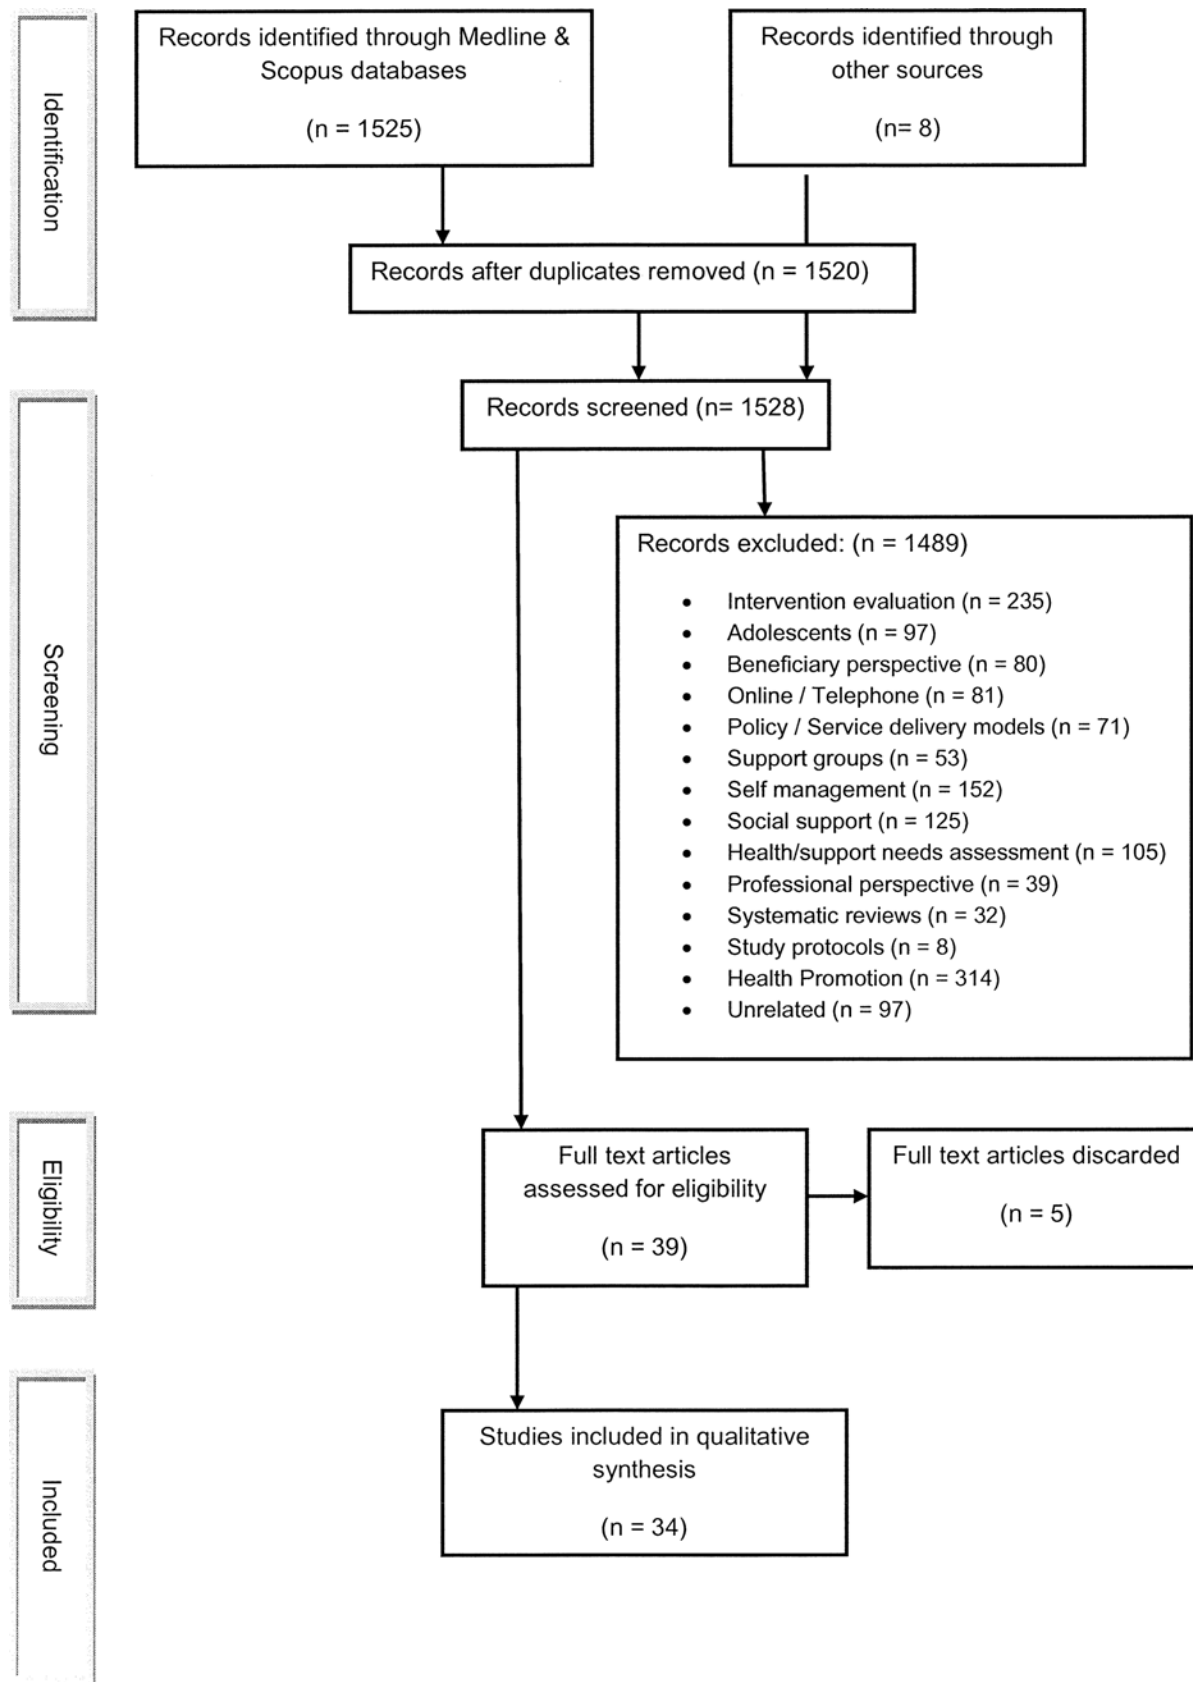 Identification
Records identified through Medline &
Scopus databases
(n = 1525)
Records identified through
other sources
(n= 8)
Records after duplicates removed (n = 1520)
Screening
Records screened (n= 1528)
Records excluded: (n = 1489)
• Intervention evaluation (n = 235)
• Adolescents (n = 97)
• Beneficiary perspective (n = 80)
• Online / Telephone (n = 81)
• Policy / Service delivery models (n = 71)
• Support groups (n = 53)
• Self management (n = 152)
• Social support (n = 125)
• Health/support needs assessment (n = 105)
• Professional perspective (n = 39)
• Systematic reviews (n = 32)
• Study protocols (n = 8)
• Health Promotion (n = 314)
• Unrelated (n = 97)
Eligibility
Full text articles
assessed for eligibility
(n = 39)
Full text articles discarded
(n = 5)
Included
Studies included in qualitative
synthesis
(n = 34)